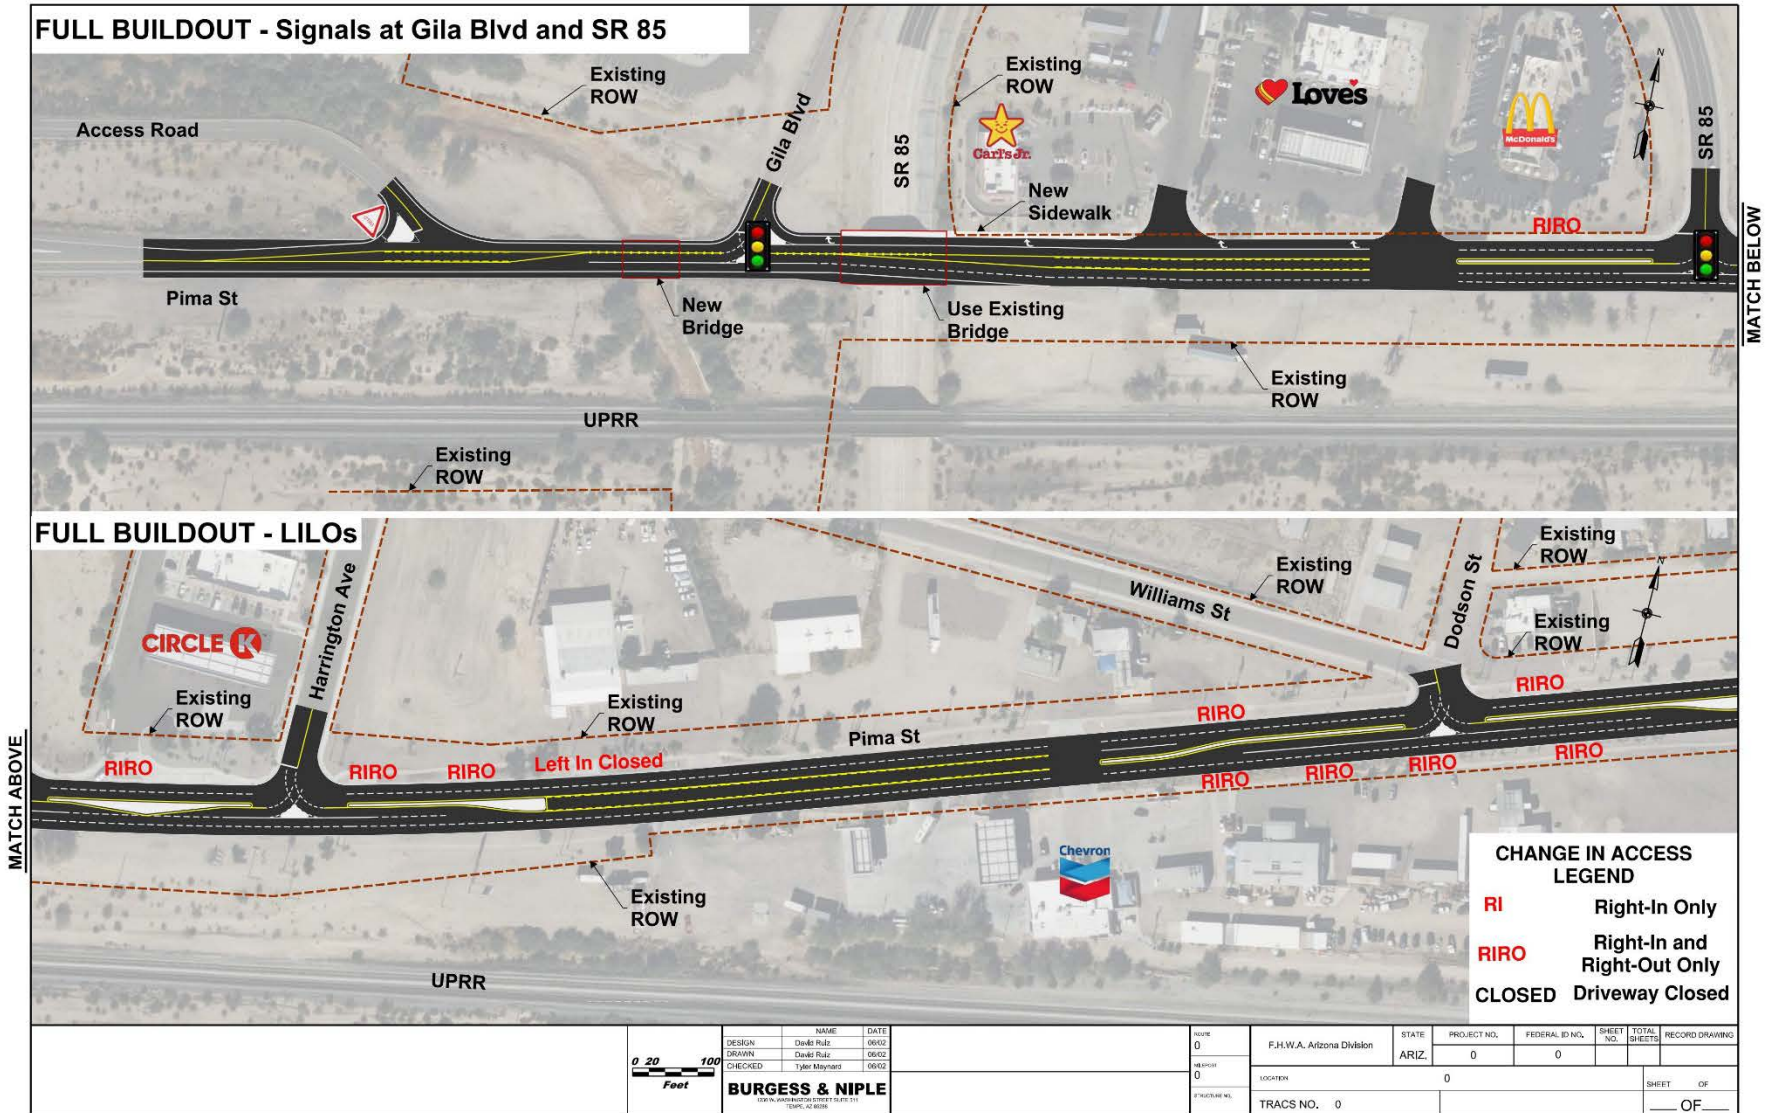 FULL BUILDOUT - Signals at Gila Blvd and SR 85
Existing
ROW
Access Road
Gila Blvd
SR 85
Existing
ROW
Carl's Jr.
Love's
McDonald's
SR 85
N
New
Sidewalk
RIRO
MATCH BELOW
Pima St
New
Bridge
Use Existing
Bridge
Existing
ROW
UPRR
Existing
ROW
FULL BUILDOUT - LILOs
Harrington Ave
CIRCLE K
Existing
ROW
Existing
ROW
Williams St
Existing
ROW
Dodson St
Existing
ROW
Existing
ROW
N
MATCH ABOVE
RIRO
RIRO
RIRO
Left In Closed
Pima St
RIRO
RIRO
RIRO
RIRO
RIRO
RIRO
Existing
ROW
Chevron
UPRR
CHANGE IN ACCESS
LEGEND
RI Right-In Only
RIRO Right-In and
Right-Out Only
CLOSED Driveway Closed
0 20 100
Feet
NAME DATE
DESIGN David Ruiz 06/02
DRAWN David Ruiz 06/02
CHECKED Tyler Maynard 06/02
BURGESS & NIPLE
ROUTE
0
MILEPOST
0
STRUCTURE NO.
F.H.W.A. Arizona Division
STATE
ARIZ.
PROJECT NO.
0
FEDERAL ID NO.
0
SHEET
NO.
TOTAL
SHEETS
RECORD DRAWING
LOCATION
0
TRACS NO. 0
SHEET OF
OF